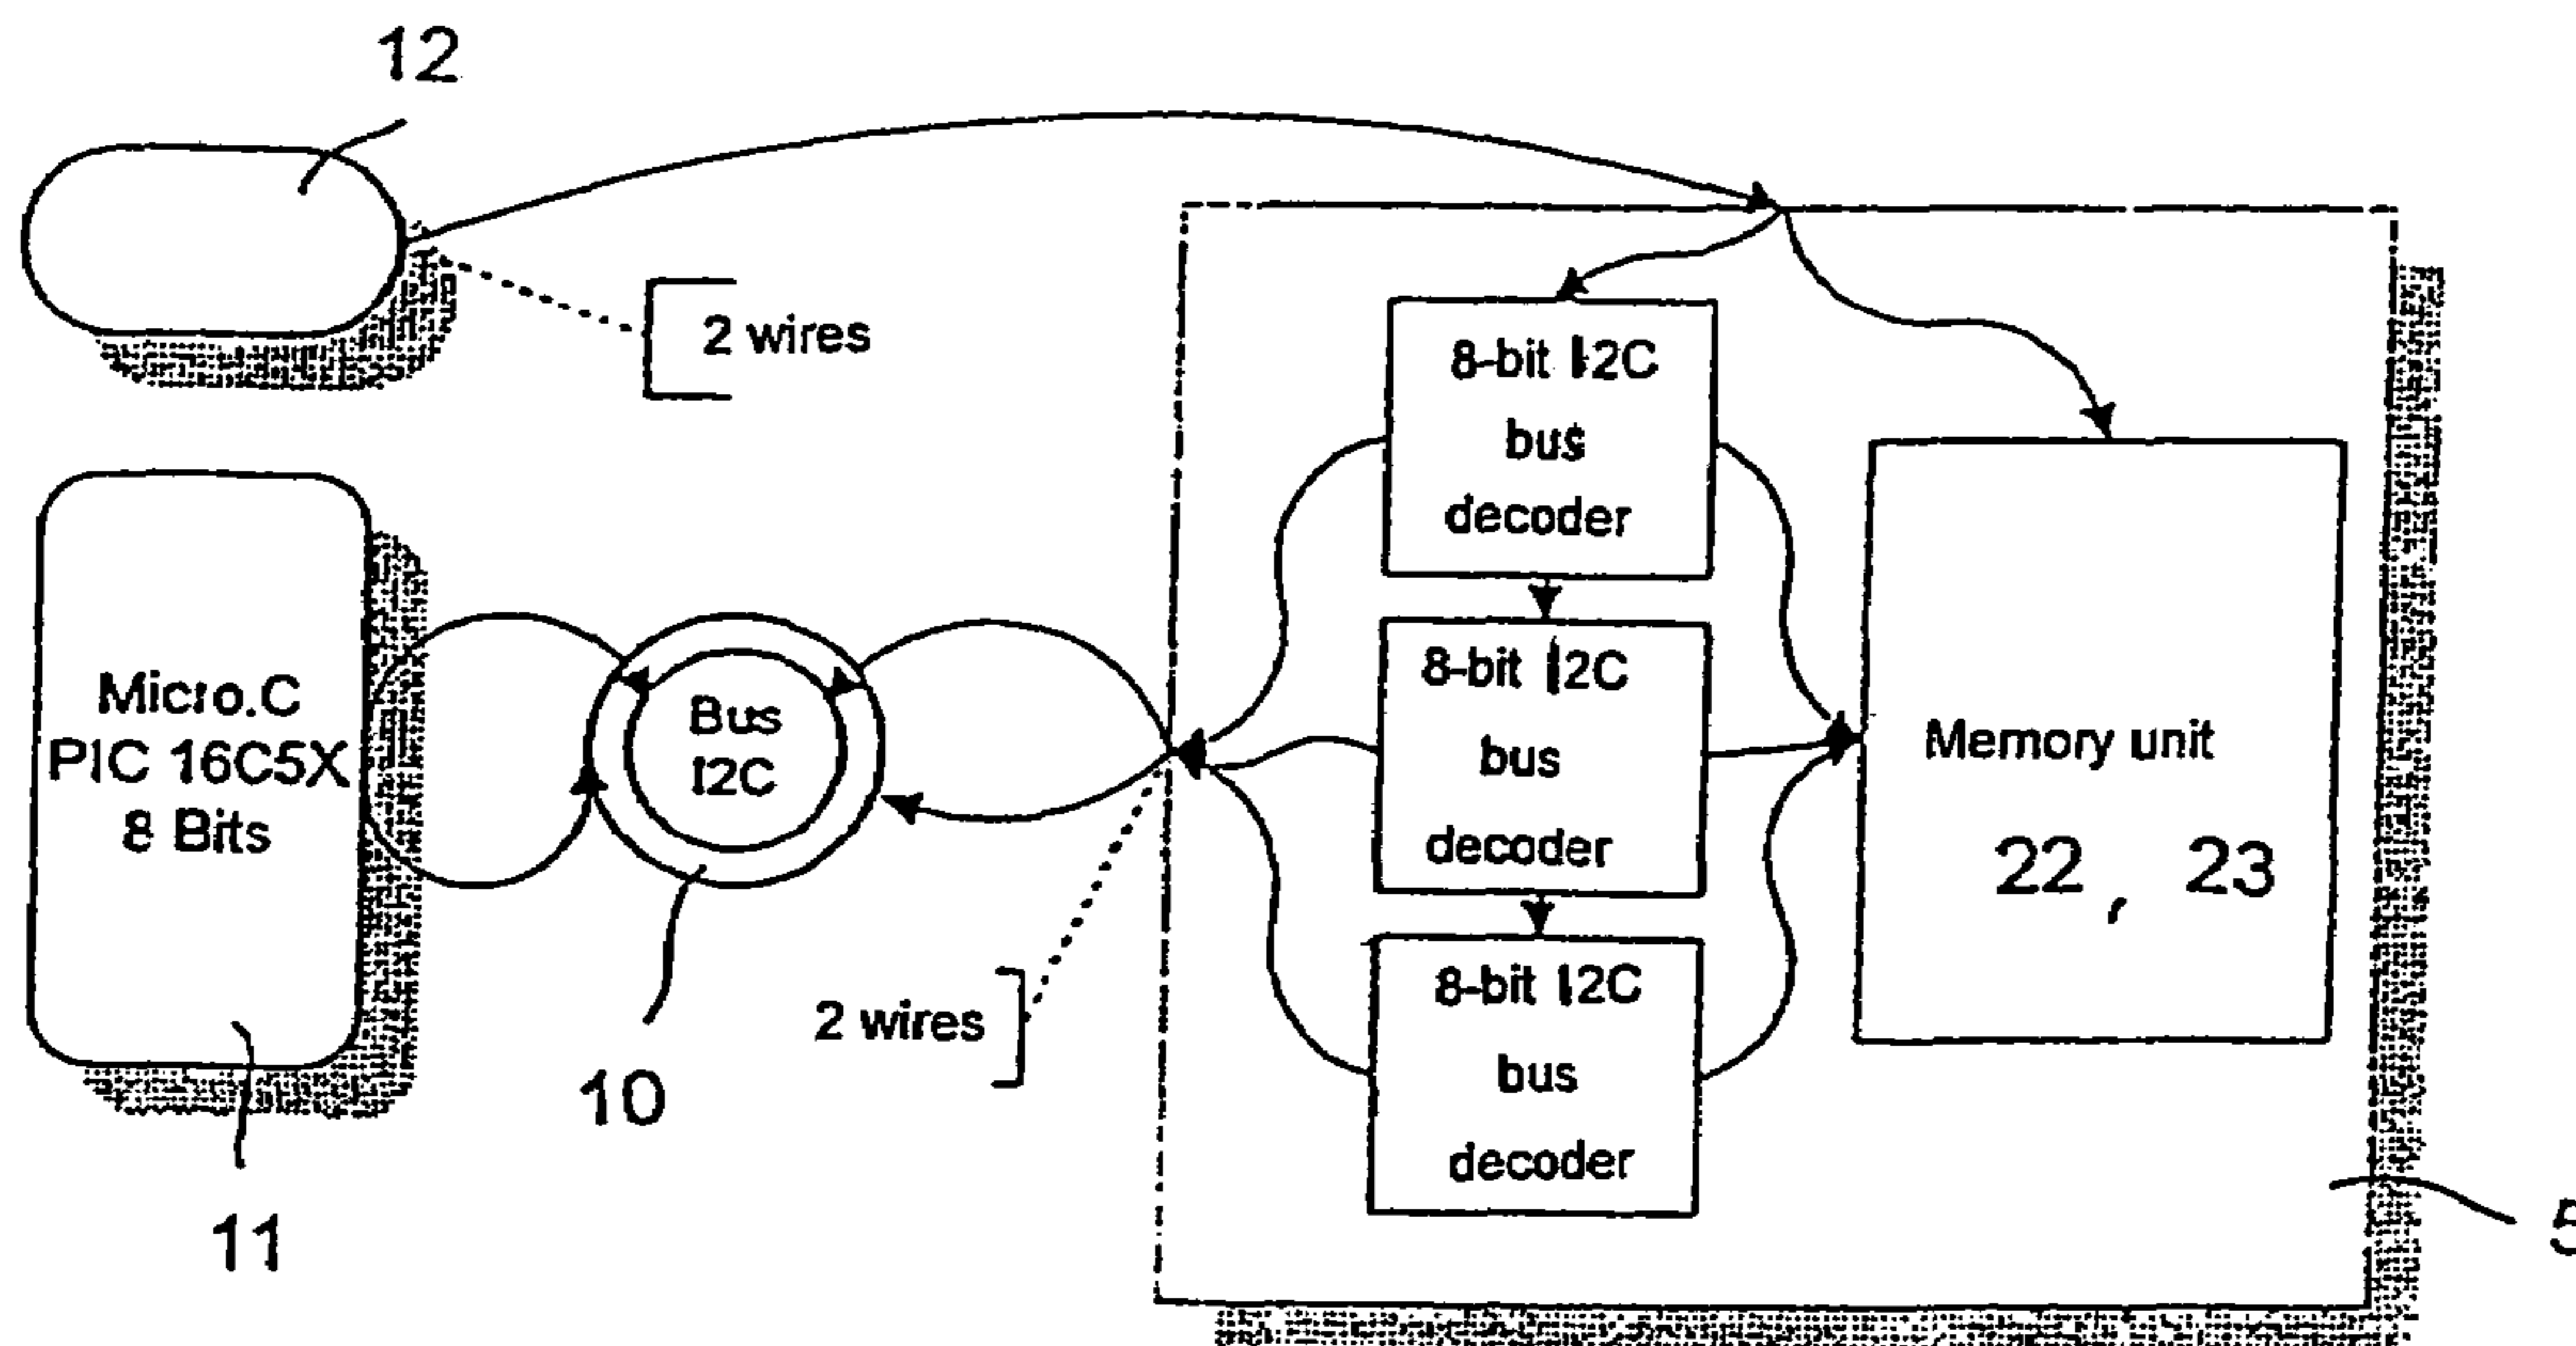 12
2 wires
8-bit I2C
bus
decoder
Micro.C
PIC 16C5X
8 Bits
Bus
I2C
8-bit I2C
bus
decoder
Memory unit
22, 23
2 wires
8-bit I2C
bus
decoder
10
11
5